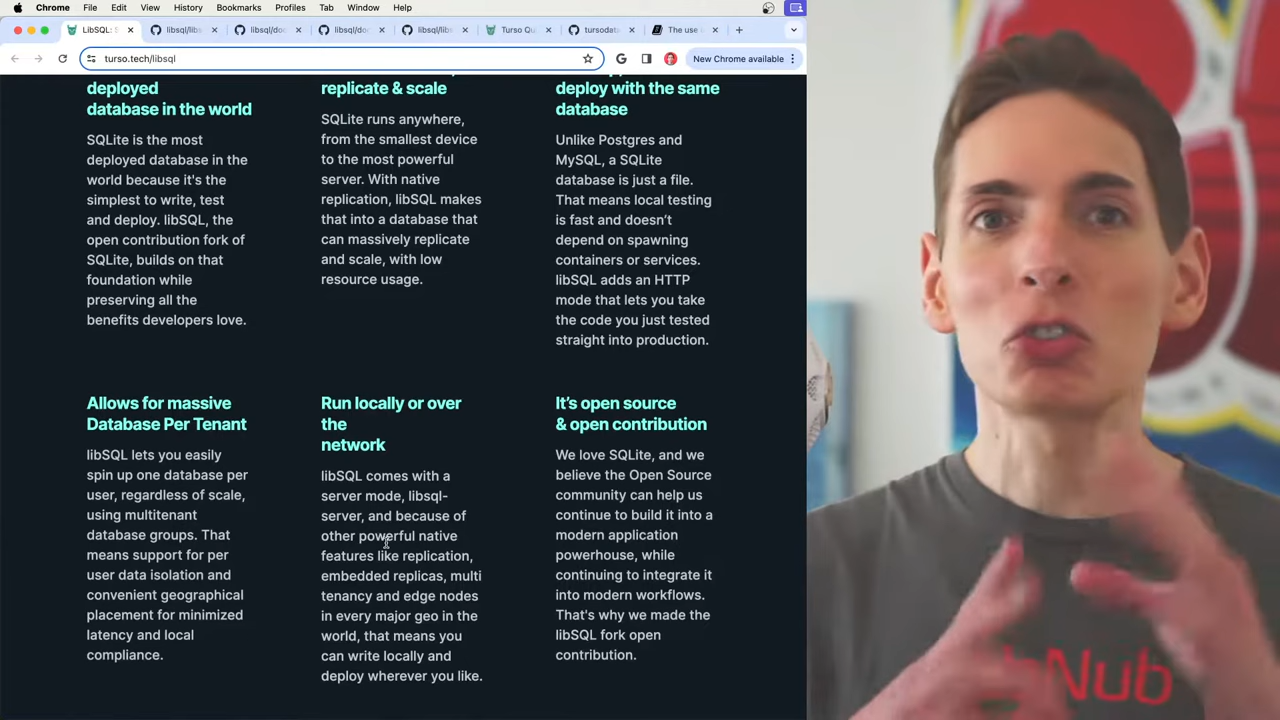 Chrome File Edit View History Bookmarks Profiles Tab Window Help
LibSQL: S libsql/libs libsql/doc libsql/do libsql/libr Turso Qui tursodat The use
turso.tech/libsql
New Chrome available
deployed
database in the world
SQLite is the most
deployed database in the
world because it's the
simplest to write, test
and deploy. libSQL, the
open contribution fork of
SQLite, builds on that
foundation while
preserving all the
benefits developers love.
replicate & scale
SQLite runs anywhere,
from the smallest device
to the most powerful
server. With native
replication, libSQL makes
that into a database that
can massively replicate
and scale, with low
resource usage.
deploy with the same
database
Unlike Postgres and
MySQL, a SQLite
database is just a file.
That means local testing
is fast and doesn’t
depend on spawning
containers or services.
libSQL adds an HTTP
mode that lets you take
the code you just tested
straight into production.
Allows for massive
Database Per Tenant
libSQL lets you easily
spin up one database per
user, regardless of scale,
using multitenant
database groups. That
means support for per
user data isolation and
convenient geographical
placement for minimized
latency and local
compliance.
Run locally or over
the
network
libSQL comes with a
server mode, libsql-
server, and because of
other powerful native
features like replication,
embedded replicas, multi
tenancy and edge nodes
in every major geo in the
world, that means you
can write locally and
deploy wherever you like.
It’s open source
& open contribution
We love SQLite, and we
believe the Open Source
community can help us
continue to build it into a
modern application
powerhouse, while
continuing to integrate it
into modern workflows.
That's why we made the
libSQL fork open
contribution.
Nub